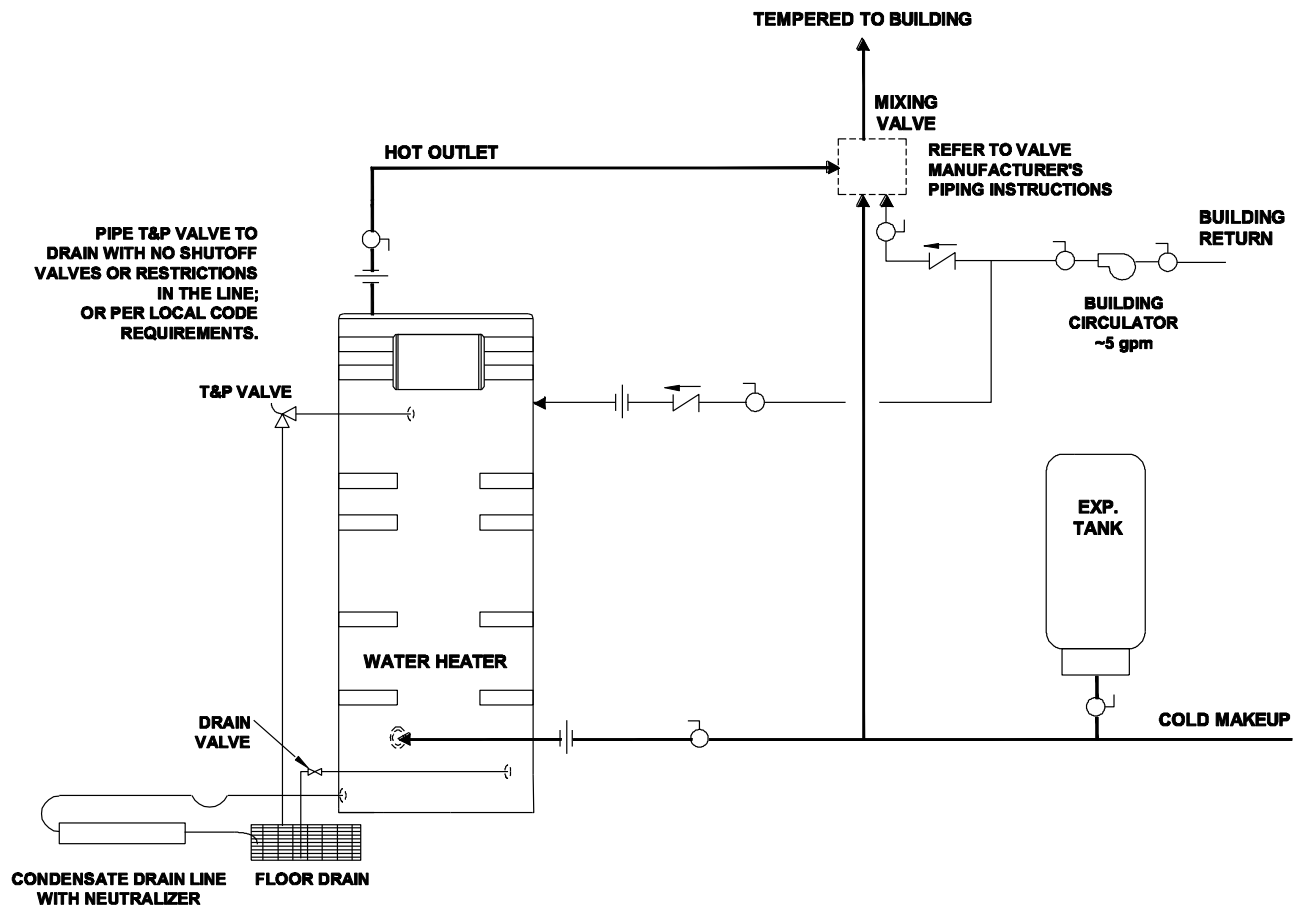 TEMPERED TO BUILDING
MIXING
VALVE
HOT OUTLET
REFER TO VALVE
MANUFACTURER'S
PIPING INSTRUCTIONS
BUILDING
RETURN
PIPE T&P VALVE TO
DRAIN WITH NO SHUTOFF
VALVES OR RESTRICTIONS
IN THE LINE;
OR PER LOCAL CODE
REQUIREMENTS.
BUILDING
CIRCULATOR
~5 gpm
T&P VALVE
EXP.
TANK
WATER HEATER
DRAIN
VALVE
COLD MAKEUP
CONDENSATE DRAIN LINE
WITH NEUTRALIZER
FLOOR DRAIN